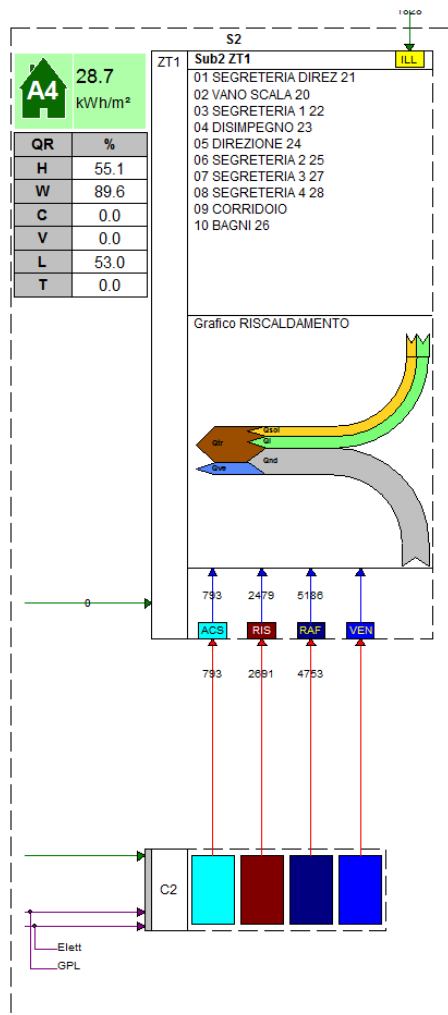 S2
A4
28.7
kWh/m²
QR %
H 55.1
W 89.6
C 0.0
V 0.0
L 53.0
T 0.0
ZT1
Sub2 ZT1
ILL
01 SEGRETERIA DIREZ 21
02 VANO SCALA 20
03 SEGRETERIA 1 22
04 DISIMPEGNO 23
05 DIREZIONE 24
06 SEGRETERIA 2 25
07 SEGRETERIA 3 27
08 SEGRETERIA 4 28
09 CORRIDOIO
10 BAGNI 26
Grafico RISCALDAMENTO
Qsol
Qi
Qtr
Qnd
Qve
793 2479 5186
0
ACS RIS RAF VEN
793 2691 4753
C2
Elett
GPL